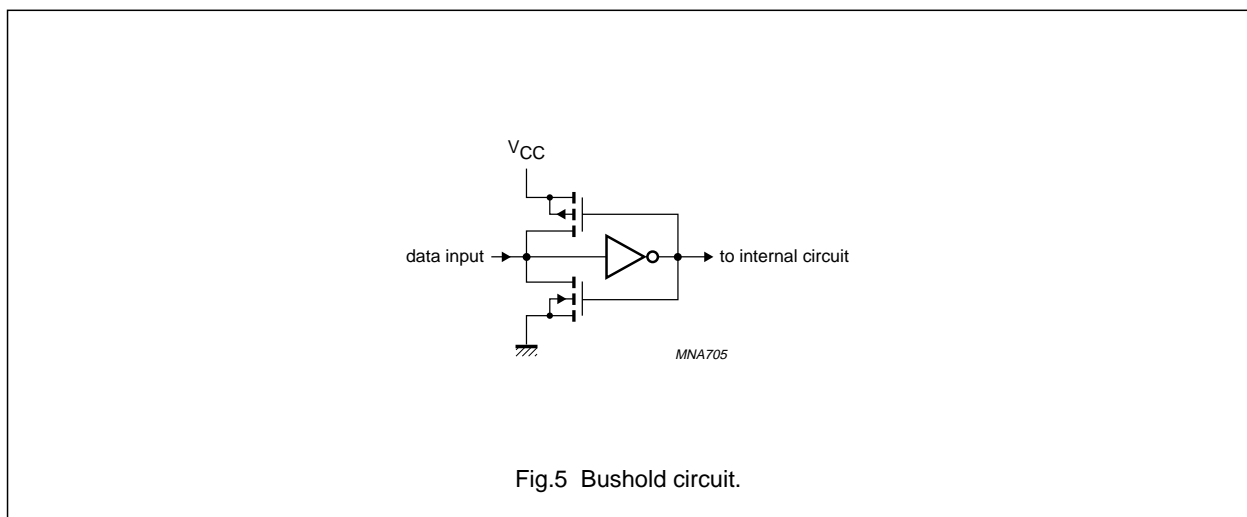 VCC
data input
to internal circuit
MNA705
Fig.5 Bushold circuit.